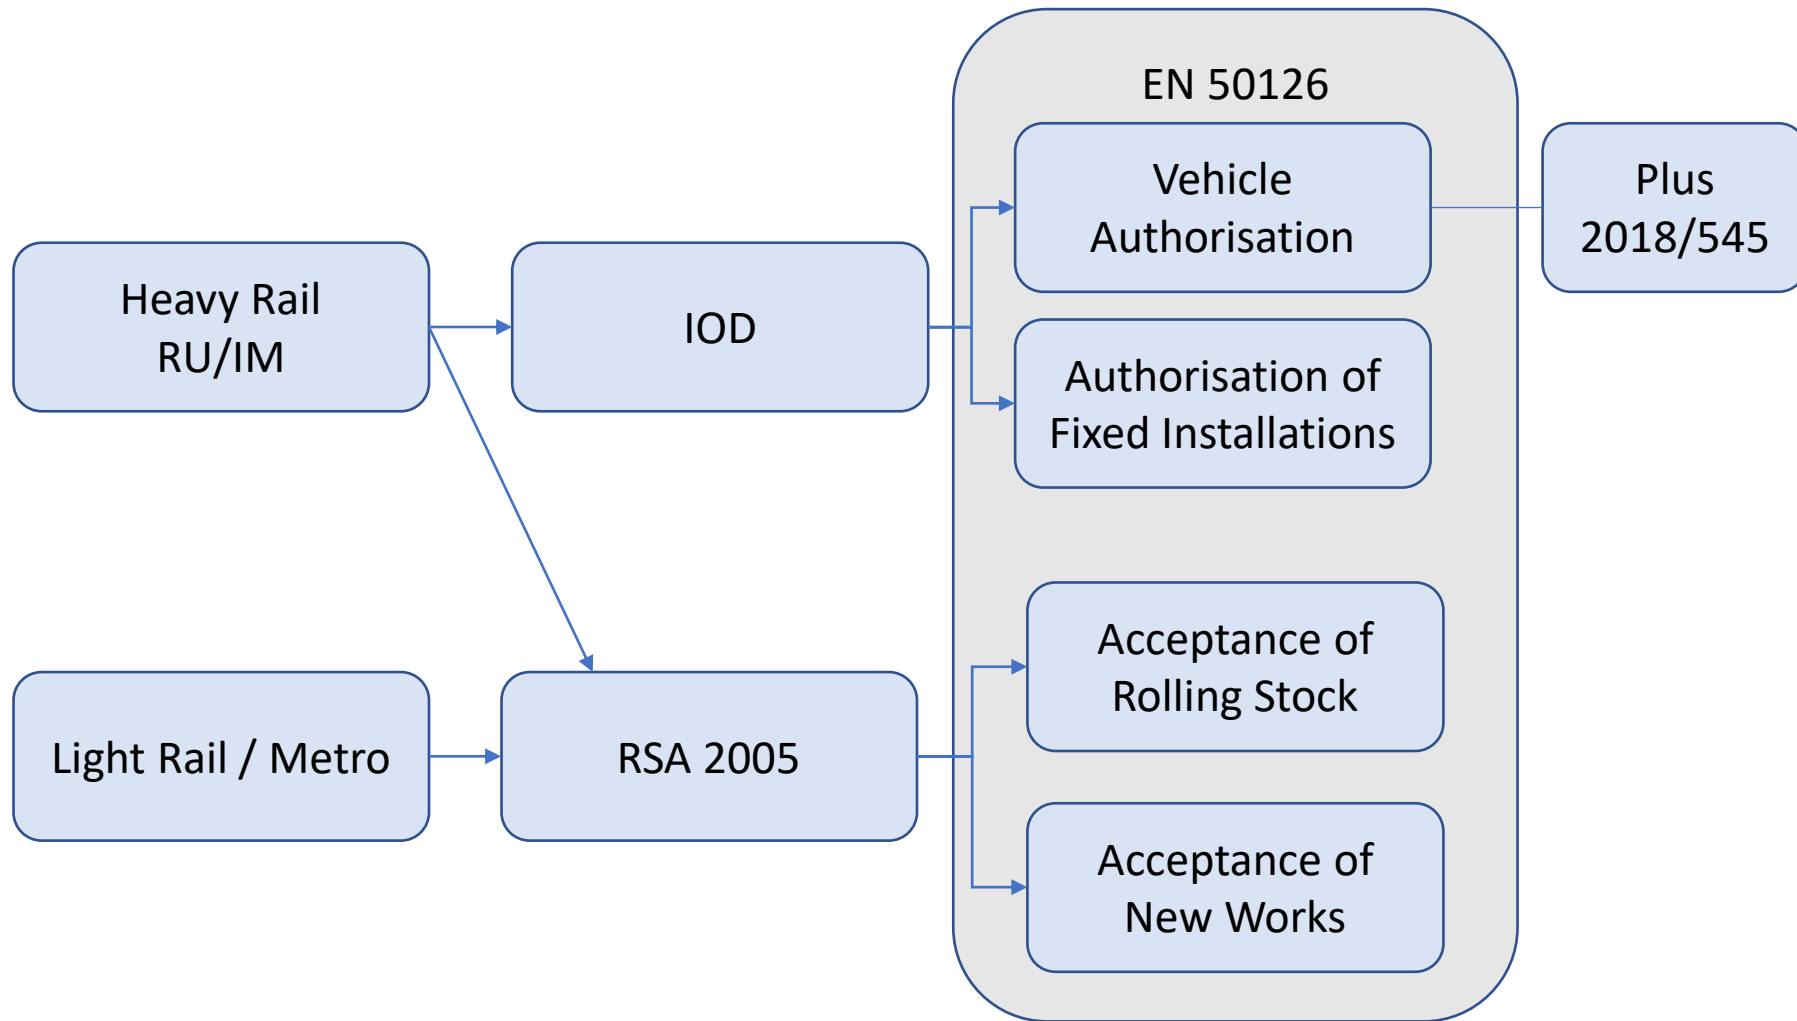 EN 50126
Vehicle
Authorisation
Plus
2018/545
Heavy Rail
RU/IM
IOD
Authorisation of
Fixed Installations
Acceptance of
Rolling Stock
Light Rail / Metro
RSA 2005
Acceptance of
New Works